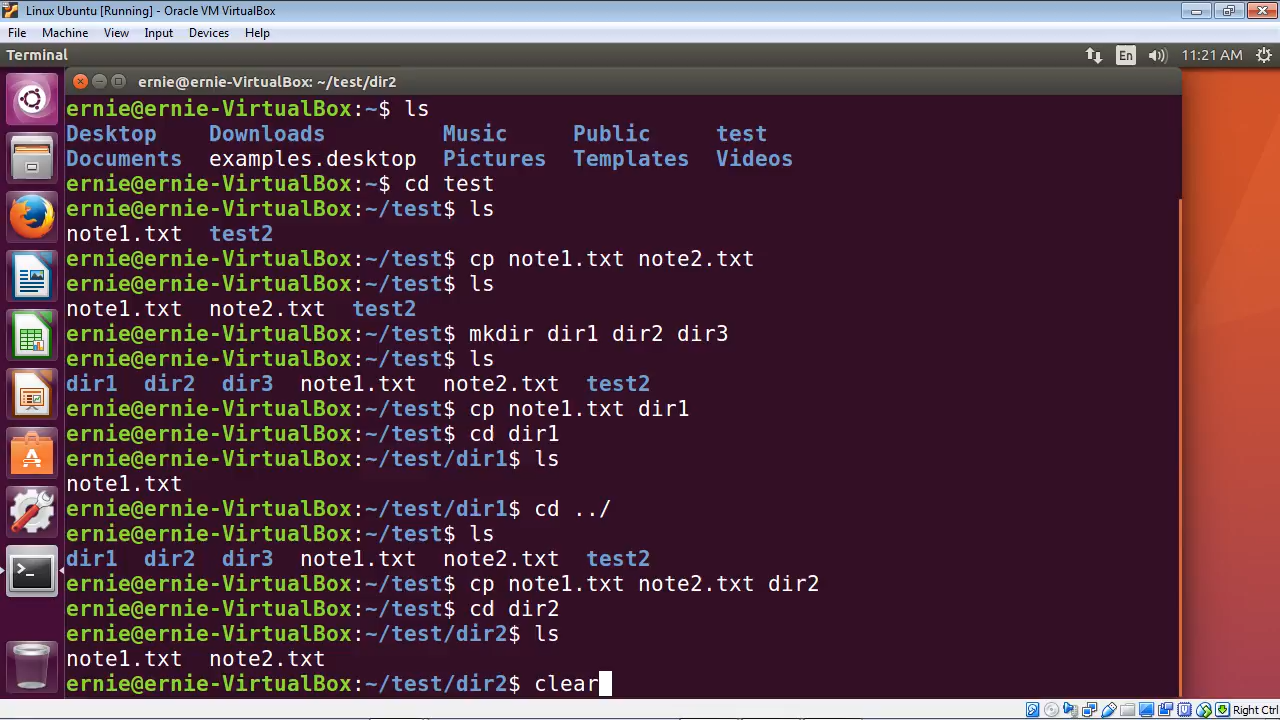 Linux Ubuntu [Running] - Oracle VM VirtualBox
File Machine View Input Devices Help
Terminal En 11:21 AM
ernie@ernie-VirtualBox: ~/test/dir2
ernie@ernie-VirtualBox:~$ ls
Desktop Downloads Music Public test
Documents examples.desktop Pictures Templates Videos
ernie@ernie-VirtualBox:~$ cd test
ernie@ernie-VirtualBox:~/test$ ls
note1.txt test2
ernie@ernie-VirtualBox:~/test$ cp note1.txt note2.txt
ernie@ernie-VirtualBox:~/test$ ls
note1.txt note2.txt test2
ernie@ernie-VirtualBox:~/test$ mkdir dir1 dir2 dir3
ernie@ernie-VirtualBox:~/test$ ls
dir1 dir2 dir3 note1.txt note2.txt test2
ernie@ernie-VirtualBox:~/test$ cp note1.txt dir1
ernie@ernie-VirtualBox:~/test$ cd dir1
ernie@ernie-VirtualBox:~/test/dir1$ ls
note1.txt
ernie@ernie-VirtualBox:~/test/dir1$ cd ../
ernie@ernie-VirtualBox:~/test$ ls
dir1 dir2 dir3 note1.txt note2.txt test2
ernie@ernie-VirtualBox:~/test$ cp note1.txt note2.txt dir2
ernie@ernie-VirtualBox:~/test$ cd dir2
ernie@ernie-VirtualBox:~/test/dir2$ ls
note1.txt note2.txt
ernie@ernie-VirtualBox:~/test/dir2$ clear
Right Ctrl